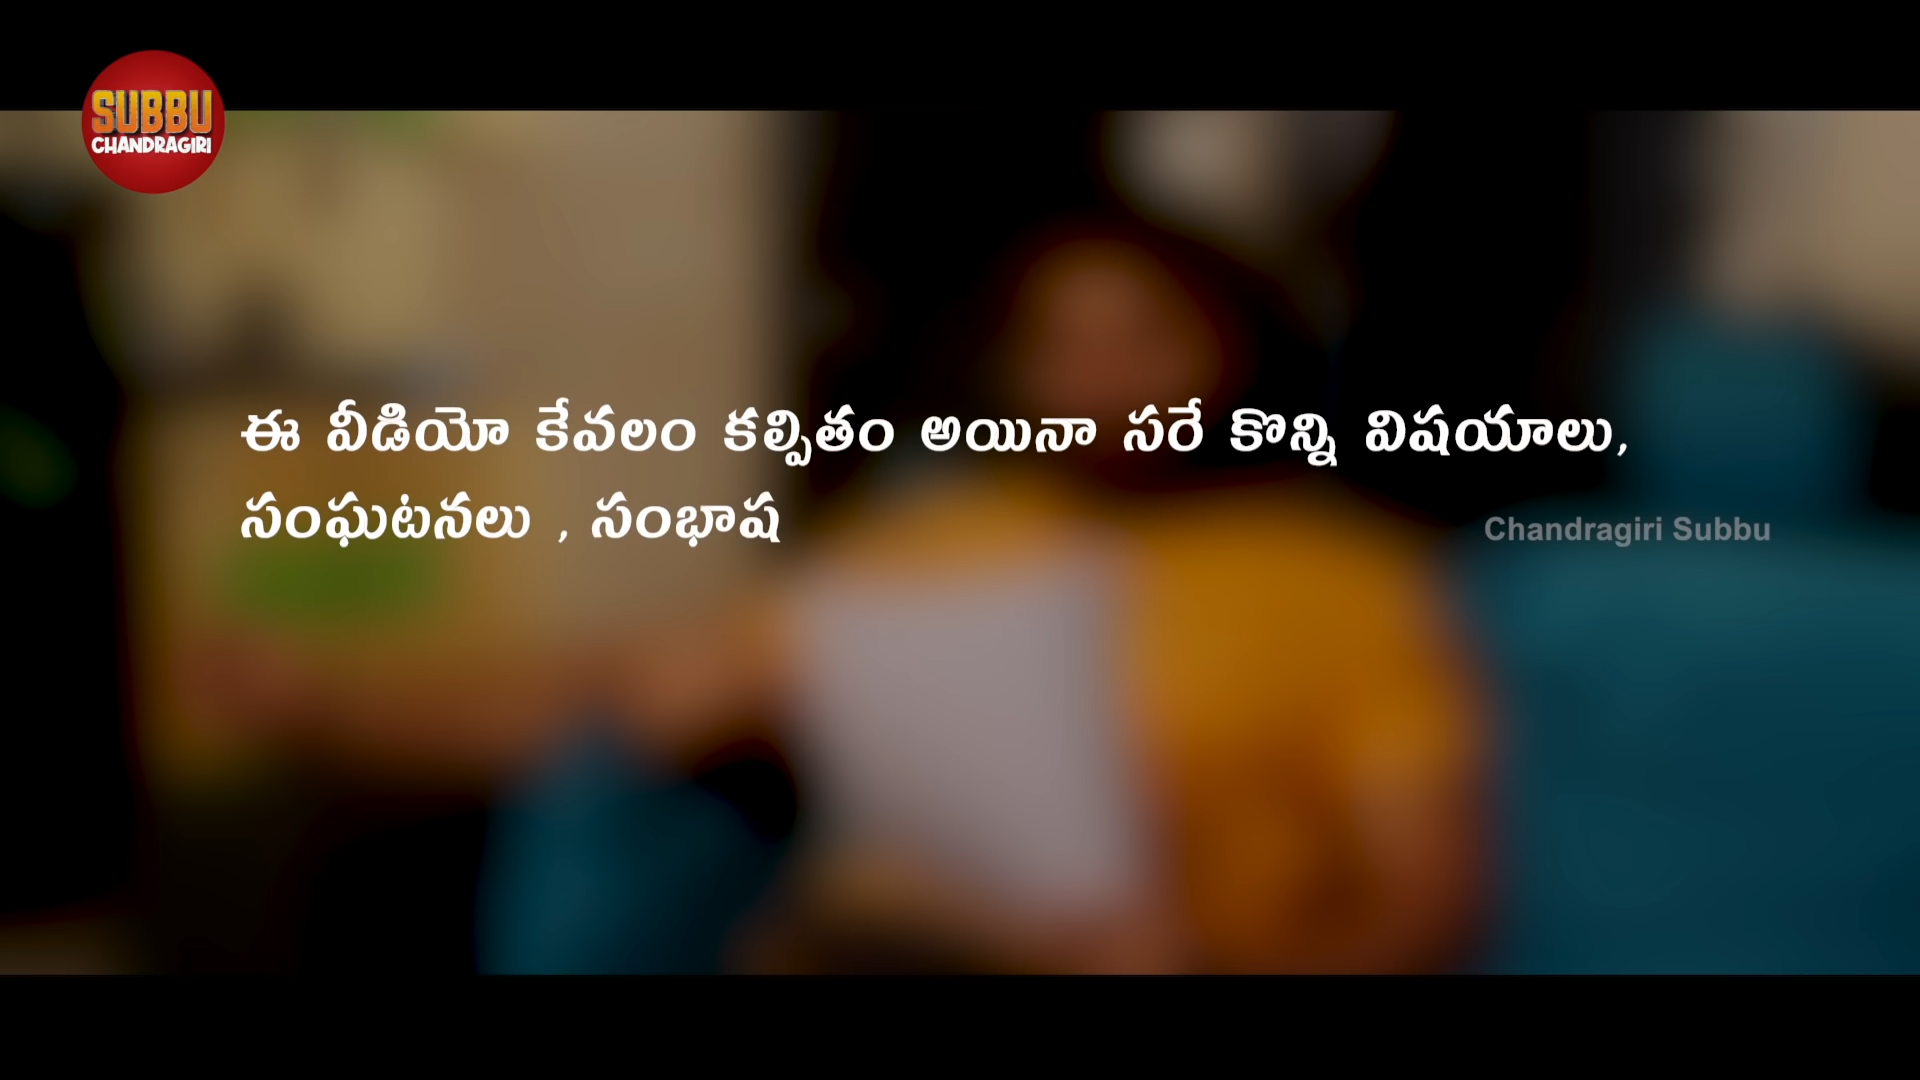 SUBBU
CHANDRAGIRI
ఈ వీడియో కేవలం కల్పితం అయినా సరే కొన్ని విషయాలు,
సంఘటనలు , సంభాష
Chandragiri Subbu